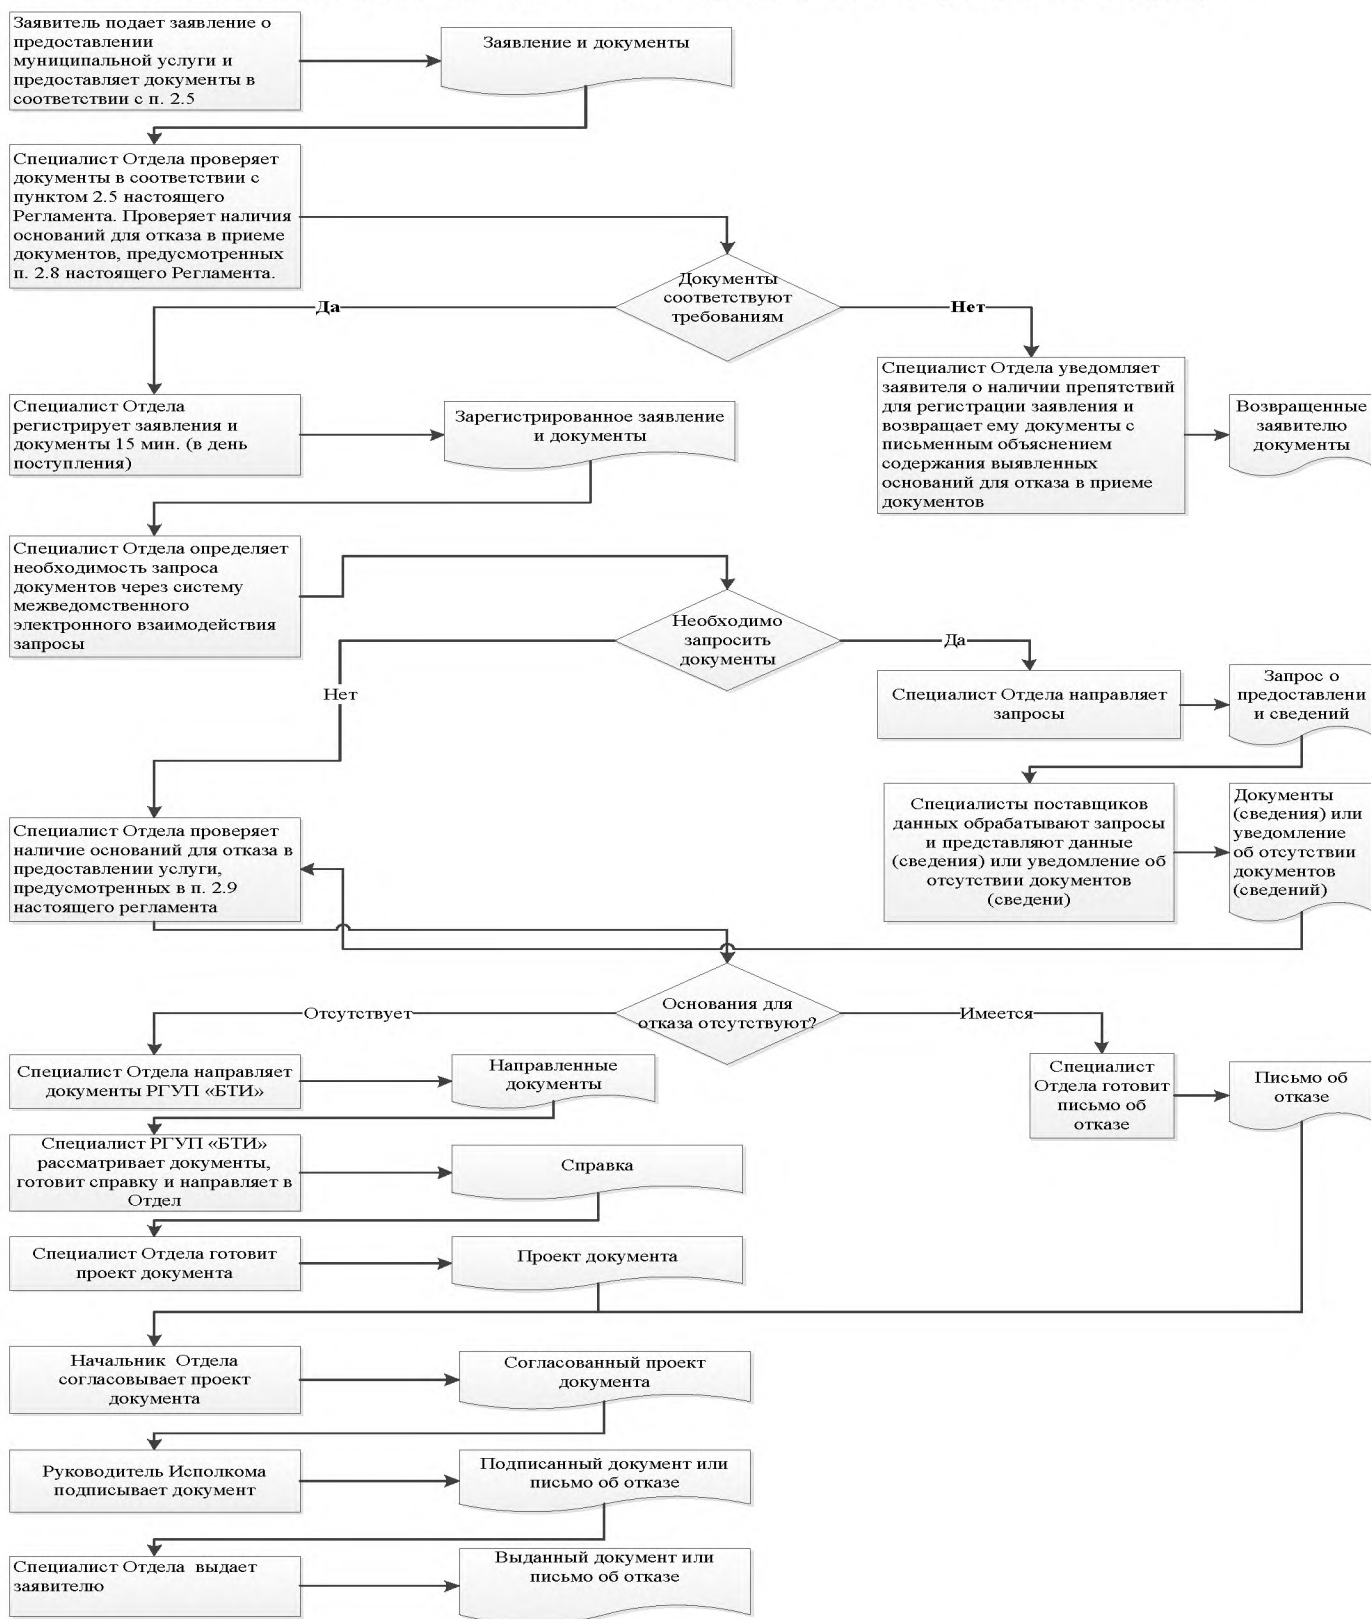 Заявитель подает заявление о
предоставлении
муниципальной услуги и
предоставляет документы в
соответствии с п. 2.5
Заявление и документы
Специалист Отдела проверяет
документы в соответствии с
пунктом 2.5 настоящего
Регламента. Проверяет наличия
оснований для отказа в приеме
документов, предусмотренных
п. 2.8 настоящего Регламента.
Документы
соответствуют
требованиям
Да
Нет
Специалист Отдела
регистрирует заявления и
документы 15 мин. (в день
поступления)
Зарегистрированное заявление
и документы
Специалист Отдела уведомляет
заявителя о наличии препятствий
для регистрации заявления и
возвращает ему документы с
письменным объяснением
содержания выявленных
оснований для отказа в приеме
документов
Возвращенные
заявителю
документы
Специалист Отдела определяет
необходимость запроса
документов через систему
межведомственного
электронного взаимодействия
запросы
Необходимо
запросить
документы
Да
Нет
Специалист Отдела направляет
запросы
Запрос о
предоставлени
и сведений
Специалисты поставщиков
данных обрабатывают запросы
и представляют данные
(сведения) или уведомление об
отсутствии документов
(сведени)
Документы
(сведения) или
уведомление
об отсутствии
документов
(сведений)
Специалист Отдела проверяет
наличие оснований для отказа в
предоставлении услуги,
предусмотренных в п. 2.9
настоящего регламента
Основания для
отказа отсутствуют?
Отсутствует
Имеется
Специалист Отдела направляет
документы РГУП «БТИ»
Направленные
документы
Специалист
Отдела готовит
письмо об
отказе
Письмо об
отказе
Специалист РГУП «БТИ»
рассматривает документы,
готовит справку и направляет в
Отдел
Справка
Специалист Отдела готовит
проект документа
Проект документа
Начальник  Отдела
согласовывает проект
документа
Согласованный проект
документа
Руководитель Исполкома
подписывает документ
Подписанный документ или
письмо об отказе
Специалист Отдела  выдает
заявителю
Выданный документ или
письмо об отказе